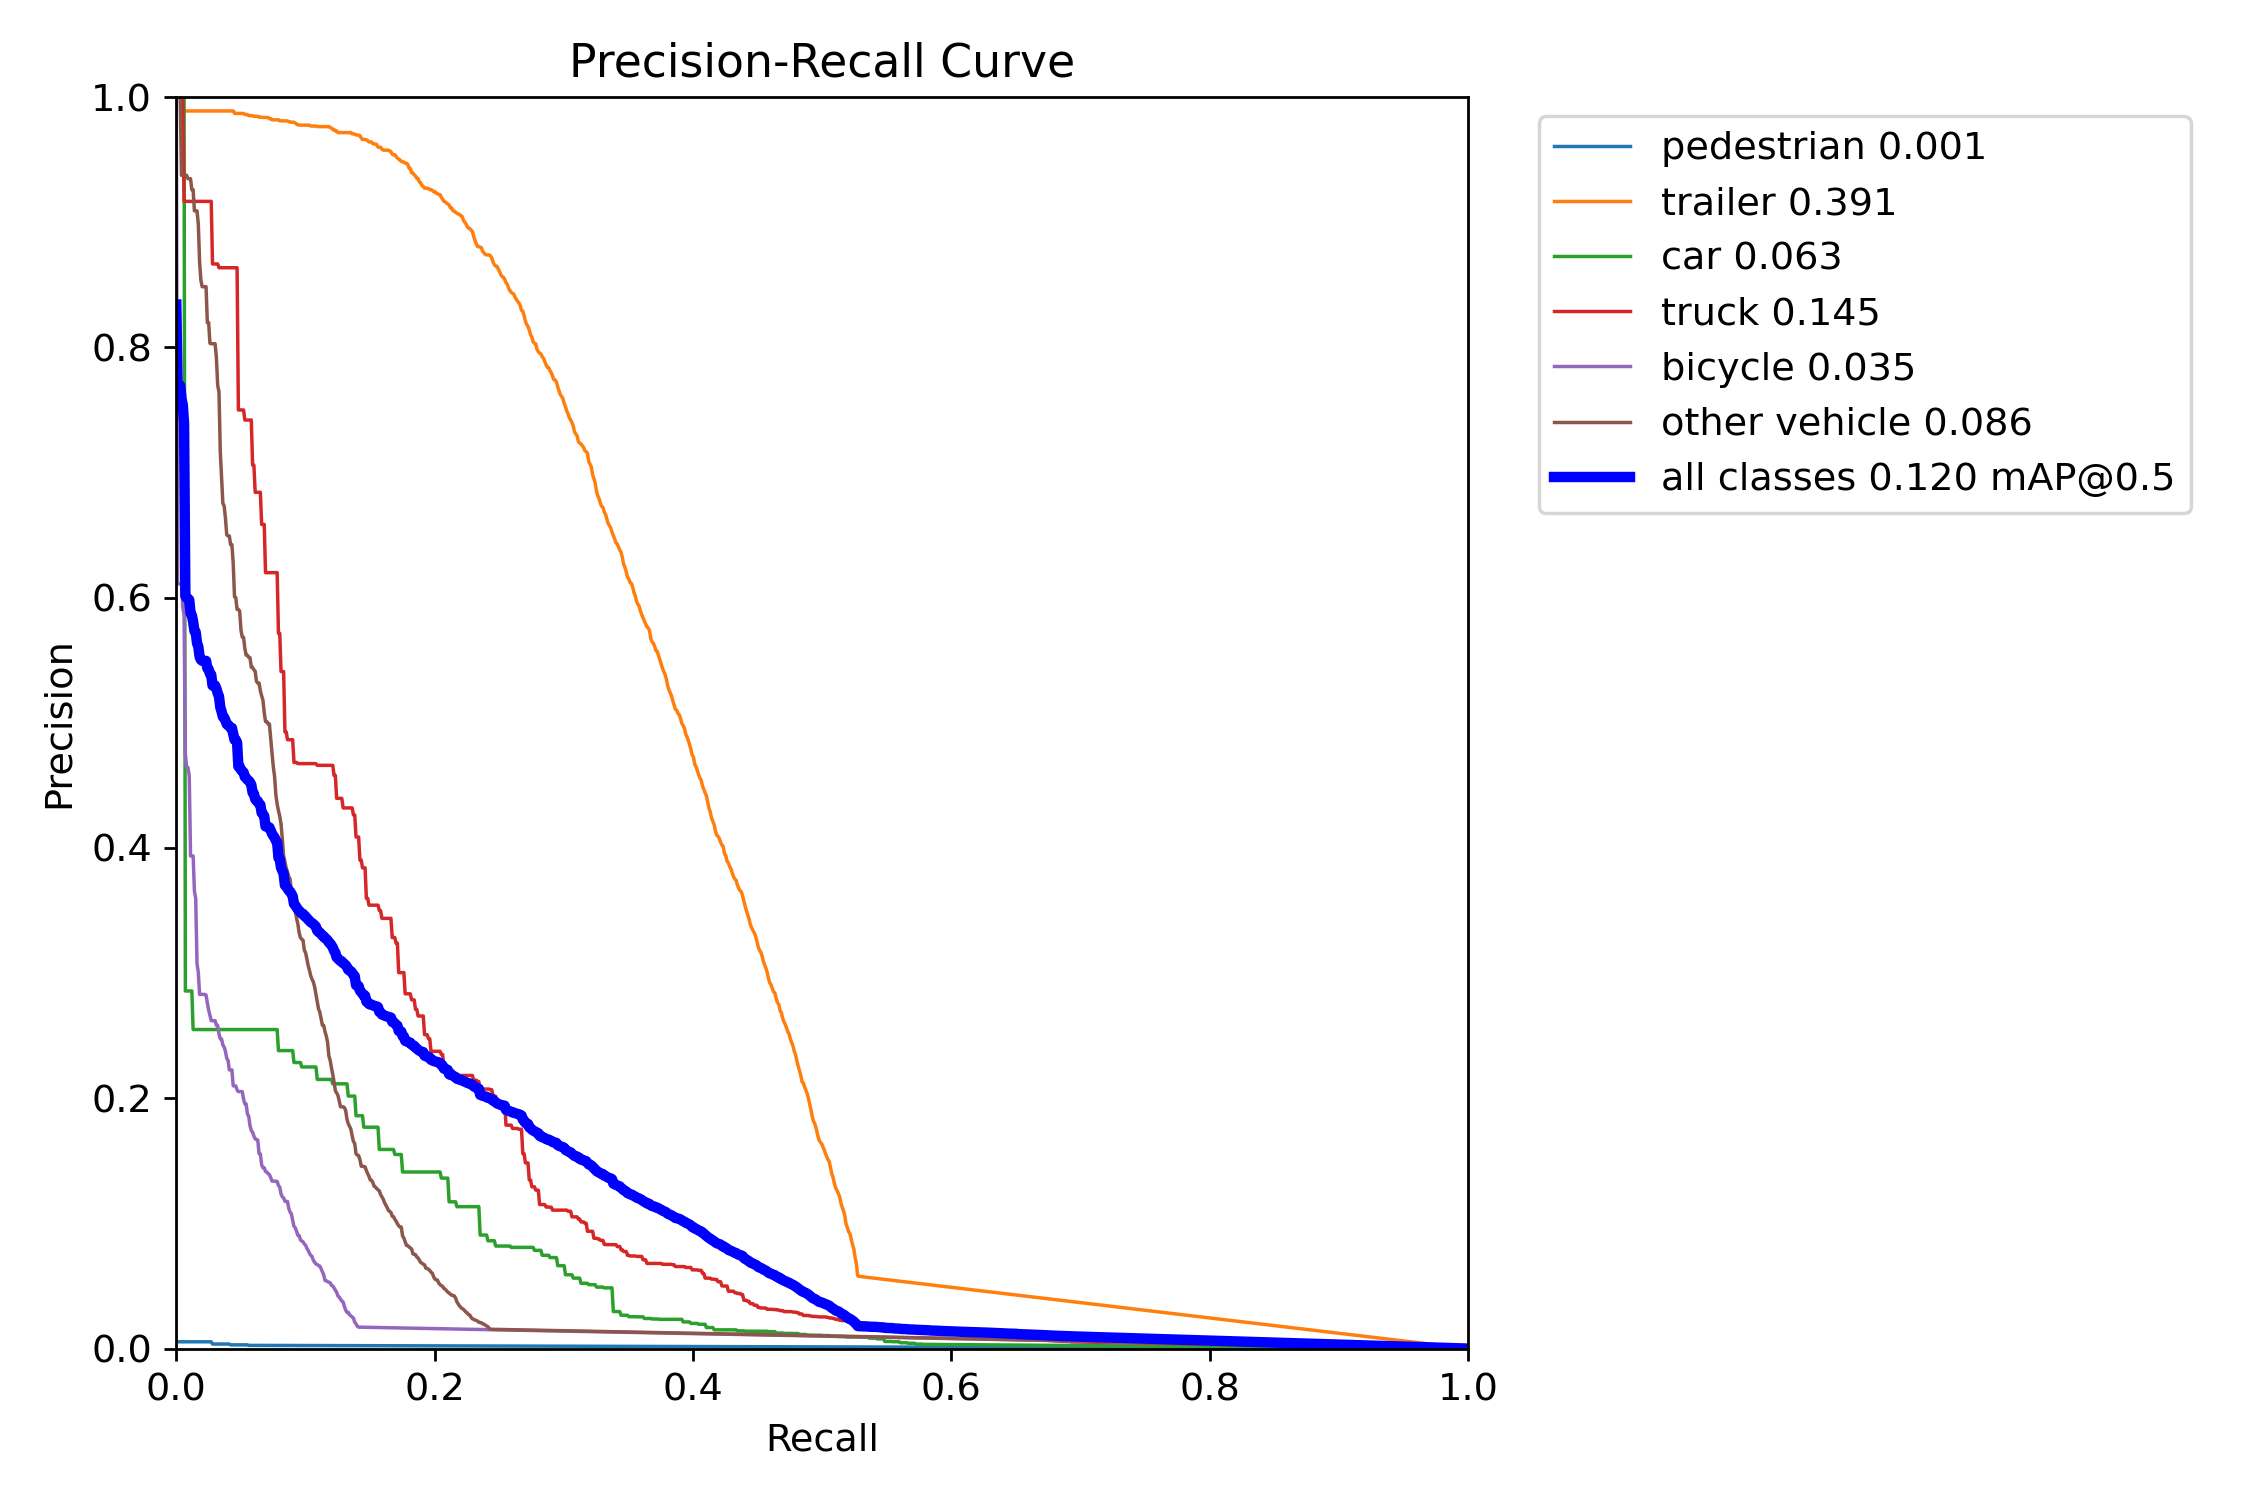 Precision-Recall Curve
1.0
0.8
0.6
0.4
0.2
0.0
Precision
0.0 0.2 0.4 0.6 0.8 1.0
Recall
pedestrian 0.001
trailer 0.391
car 0.063
truck 0.145
bicycle 0.035
other vehicle 0.086
all classes 0.120 mAP@0.5